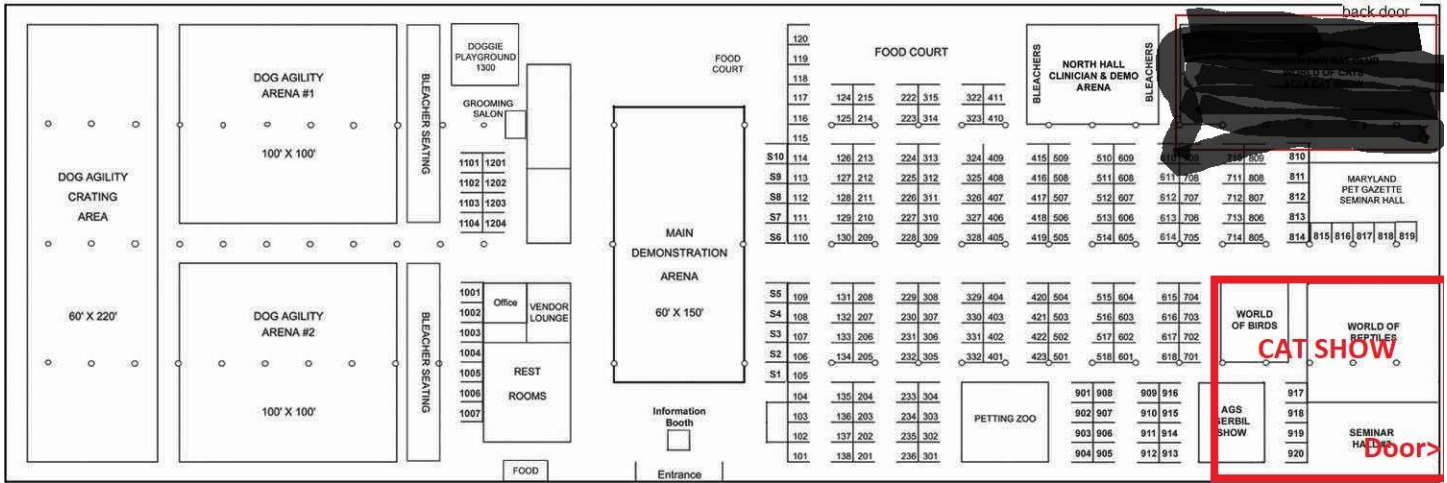 DOG AGILITY
CRATING
AREA
60' X 220'
DOG AGILITY
ARENA #1
100' X 100'
DOG AGILITY
ARENA #2
100' X 100'
BLEACHER SEATING
BLEACHER SEATING
DOGGIE
PLAYGROUND
1300
GROOMING
SALON
1101 1201
1102 1202
1103 1203
1104 1204
1001
1002
1003
1004
1005
1006
1007
Office
VENDOR
LOUNGE
REST
ROOMS
FOOD
MAIN
DEMONSTRATION
ARENA
60' X 150'
Information
Booth
Entrance
FOOD
COURT
120
119
118
117
116
115
S10 114
S9 113
S8 112
S7 111
S6 110
S5 109
S4 108
S3 107
S2 106
S1 105
104
103
102
101
FOOD COURT
124 215 222 315 322 411
125 214 223 314 323 410
126 213 224 313 324 409 415 509 510 609
127 212 225 312 325 408 416 508 511 608 611 708 711 808
128 211 226 311 326 407 417 507 512 607 612 707 712 807
129 210 227 310 327 406 418 506 513 606 613 706 713 806
130 209 228 309 328 405 419 505 514 605 614 705 714 805
131 208 229 308 329 404 420 504 515 604 615 704
132 207 230 307 330 403 421 503 516 603 616 703
133 206 231 306 331 402 422 502 517 602 617 702
134 205 232 305 332 401 423 501 518 601 618 701
135 204 233 304
136 203 234 303
137 202 235 302
138 201 236 301
BLEACHERS
NORTH HALL
CLINICIAN & DEMO
ARENA
BLEACHERS
back door
810
811
812
813
814 815 816 817 818 819
MARYLAND
PET GAZETTE
SEMINAR HALL
PETTING ZOO
901 908 909 916
902 907 910 915
903 906 911 914
904 905 912 913
WORLD
OF BIRDS
WORLD OF
REPTILES
CAT SHOW
AGS
GERBIL
SHOW
917
918
919
920
SEMINAR
Door>